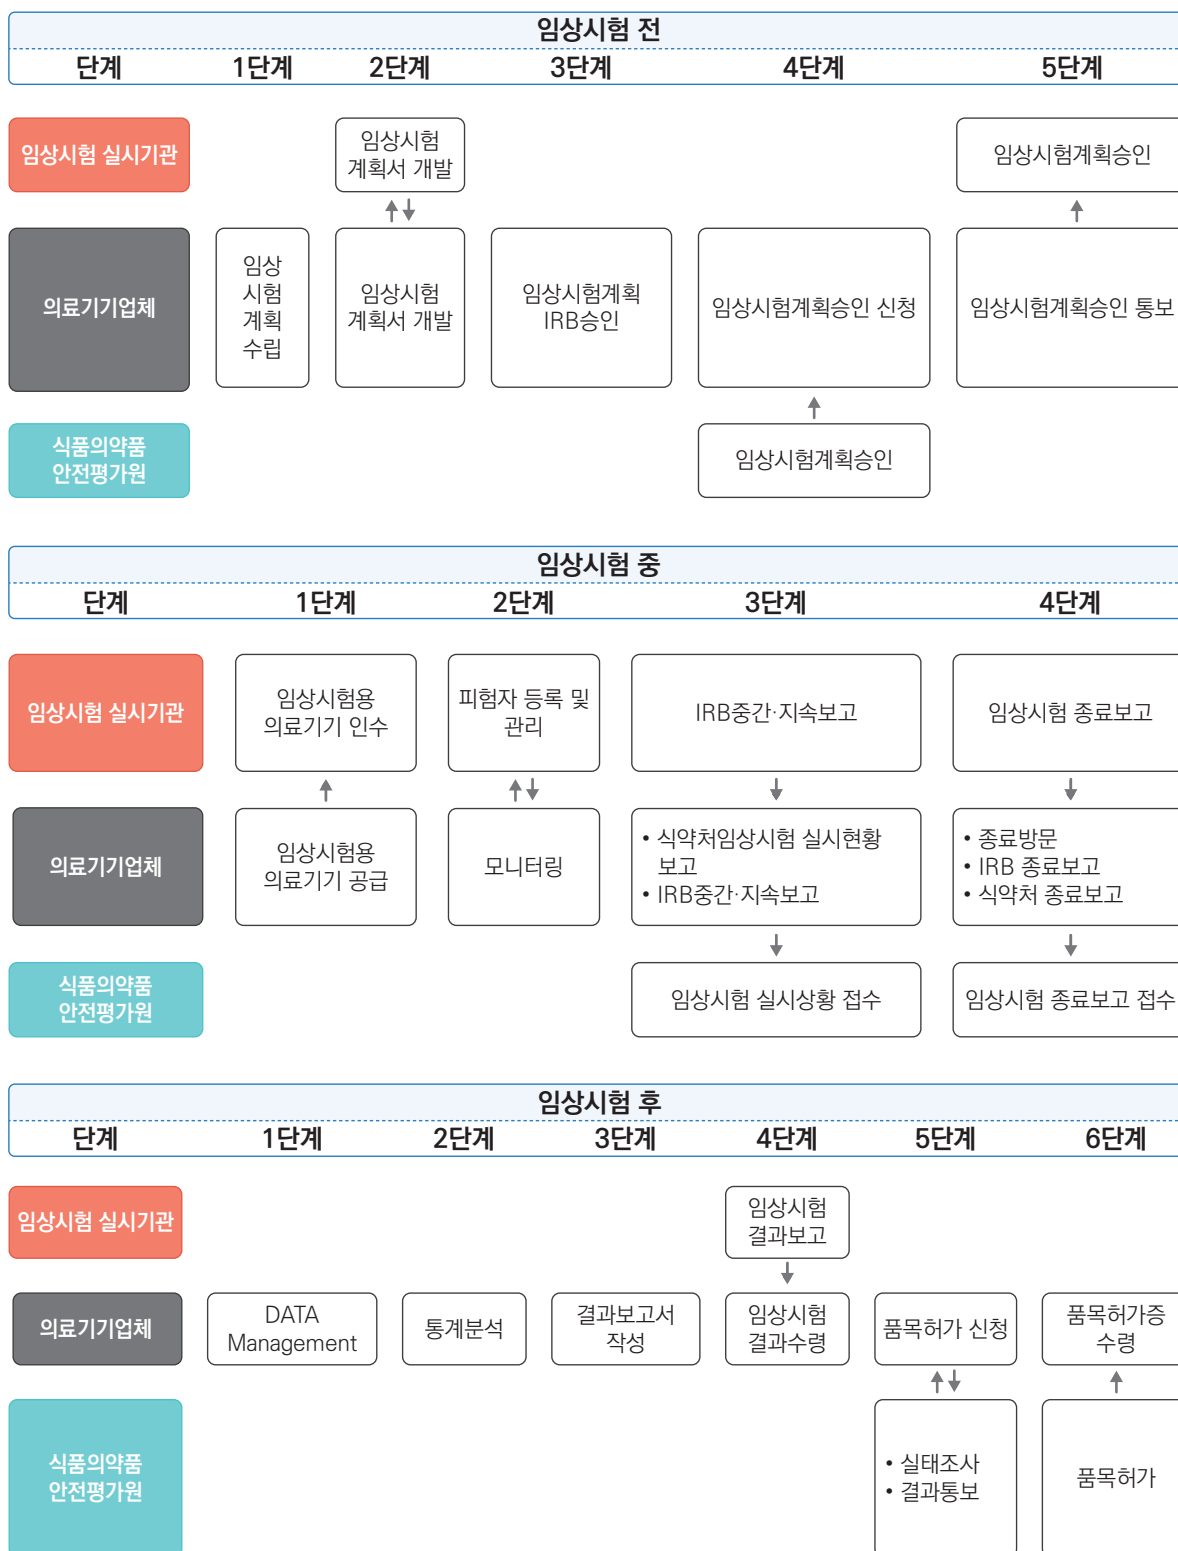 임상시험 전
단계 1단계 2단계 3단계 4단계 5단계
임상시험 실시기관
임상시험
계획서 개발
임상시험계획승인
의료기기업체
임상
시험
계획
수립
임상시험
계획서 개발
임상시험계획
IRB승인
임상시험계획승인 신청
임상시험계획승인 통보
식품의약품
안전평가원
임상시험계획승인
임상시험 중
단계 1단계 2단계 3단계 4단계
임상시험 실시기관
임상시험용
의료기기 인수
피험자 등록 및
관리
IRB중간·지속보고
임상시험 종료보고
의료기기업체
임상시험용
의료기기 공급
모니터링
• 식약처임상시험 실시현황
보고
• IRB중간·지속보고
• 종료방문
• IRB 종료보고
• 식약처 종료보고
식품의약품
안전평가원
임상시험 실시상황 접수
임상시험 종료보고 접수
임상시험 후
단계 1단계 2단계 3단계 4단계 5단계 6단계
임상시험 실시기관
임상시험
결과보고
의료기기업체
DATA
Management
통계분석
결과보고서
작성
임상시험
결과수령
품목허가 신청
품목허가증
수령
식품의약품
안전평가원
• 실태조사
• 결과통보
품목허가